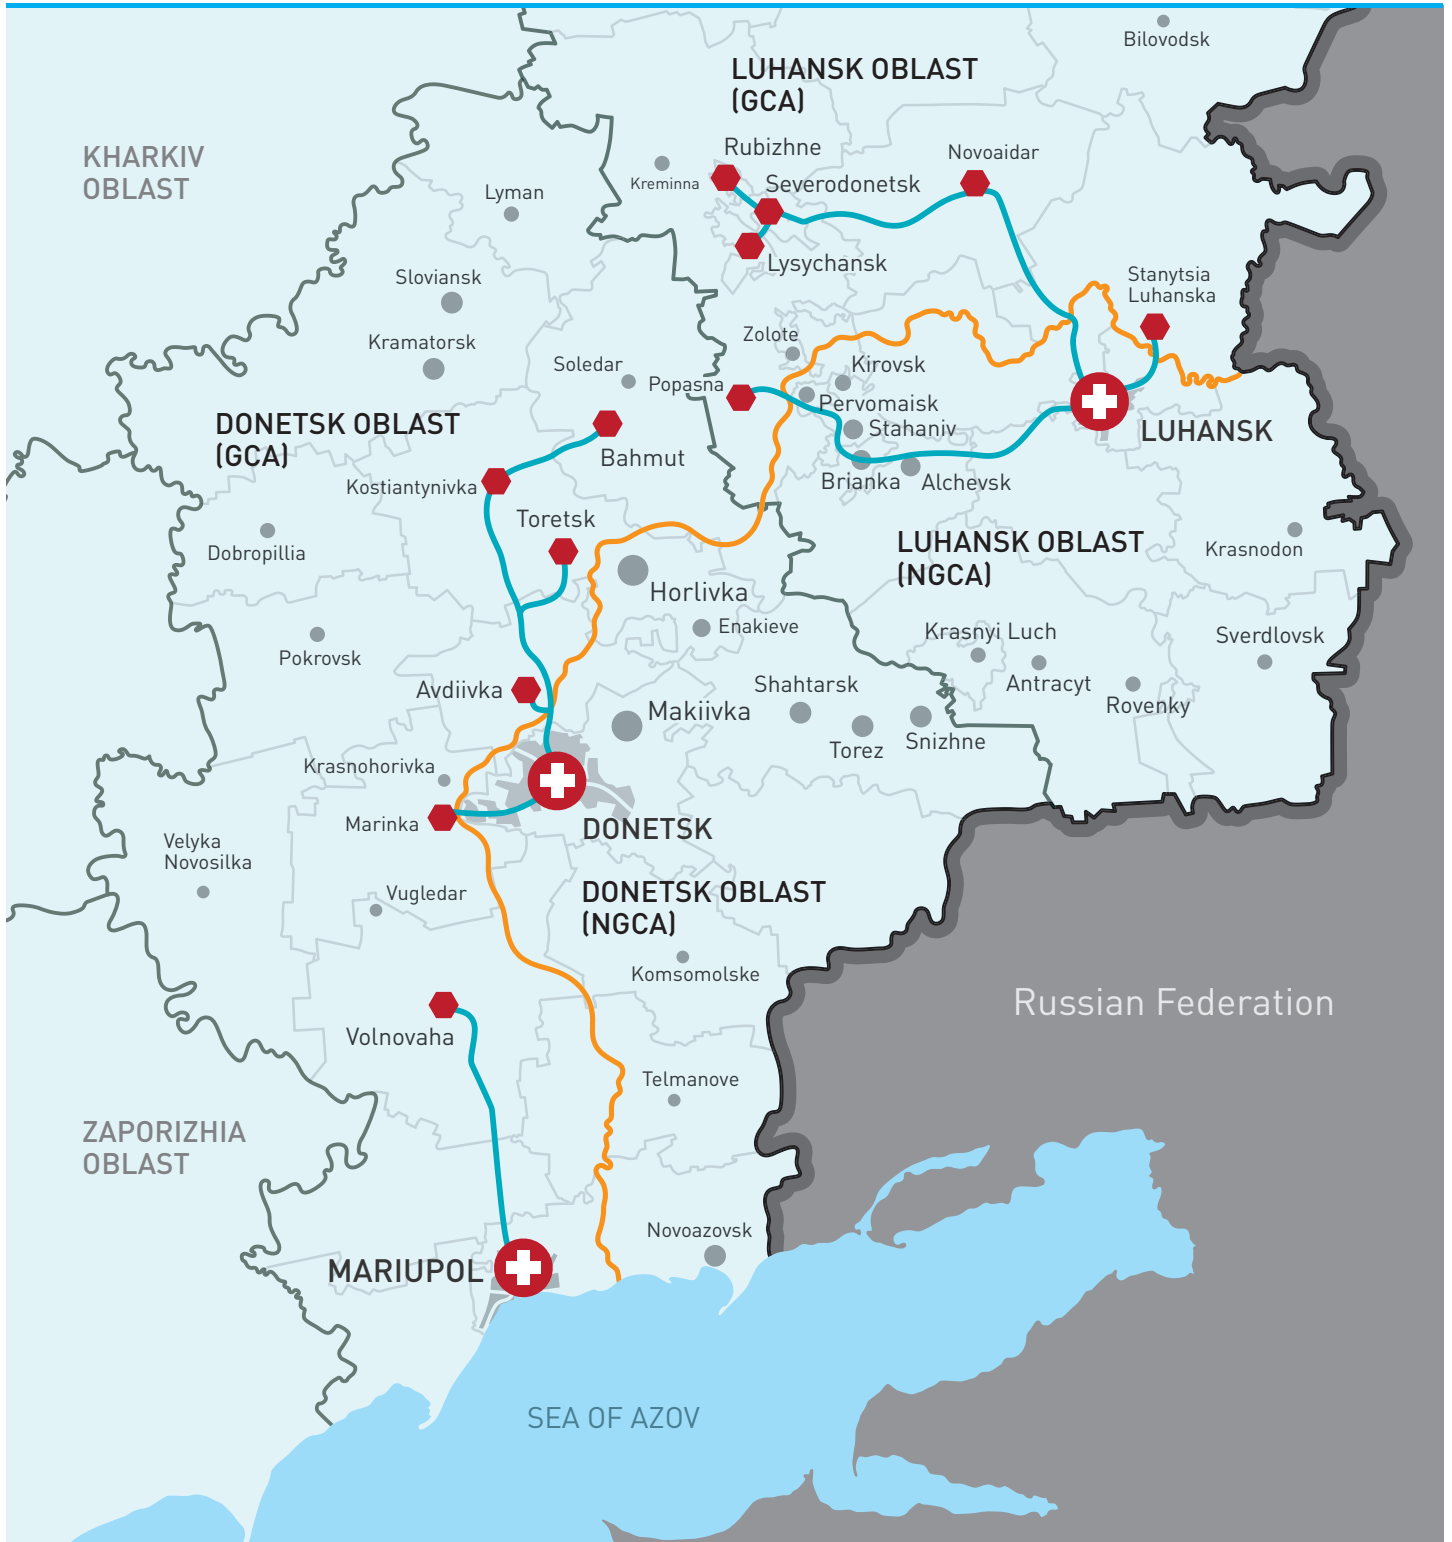 Bilovodsk
LUHANSK OBLAST
(GCA)
KHARKIV
OBLAST
Rubizhne
Novoaidar
Kreminna
Severodonetsk
Lyman
Lysychansk
Sloviansk
Stanytsia
Luhanska
Kramatorsk
Zolote
Soledar
Kirovsk
Popasna
Pervomaisk
DONETSK OBLAST
(GCA)
Stahaniv
LUHANSK
Bahmut
Kostiantynivka
Brianka
Alchevsk
Toretsk
Dobropillia
LUHANSK OBLAST
(NGCA)
Krasnodon
Horlivka
Enakieve
Krasnyi Luch
Sverdlovsk
Pokrovsk
Avdiivka
Shahtarsk
Antracyt
Rovenky
Makiivka
Torez
Snizhne
Krasnohorivka
Marinka
DONETSK
Velyka
Novosilka
Vugledar
DONETSK OBLAST
(NGCA)
Komsomolske
Russian Federation
Volnovaha
Telmanove
ZAPORIZHIA
OBLAST
Novoazovsk
MARIUPOL
SEA OF AZOV